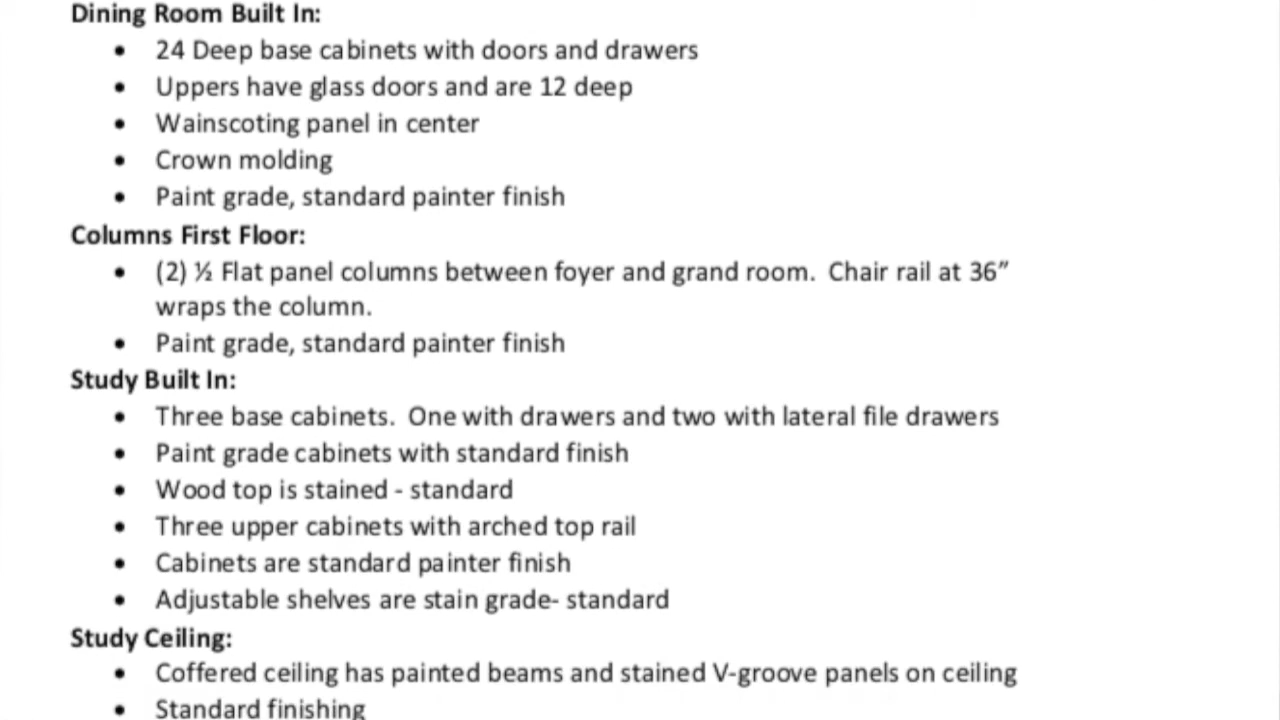 Dining Room Built In:
• 24 Deep base cabinets with doors and drawers
• Uppers have glass doors and are 12 deep
• Wainscoting panel in center
• Crown molding
• Paint grade, standard painter finish
Columns First Floor:
• (2) ½ Flat panel columns between foyer and grand room.  Chair rail at 36”
wraps the column.
• Paint grade, standard painter finish
Study Built In:
• Three base cabinets.  One with drawers and two with lateral file drawers
• Paint grade cabinets with standard finish
• Wood top is stained - standard
• Three upper cabinets with arched top rail
• Cabinets are standard painter finish
• Adjustable shelves are stain grade- standard
Study Ceiling:
• Coffered ceiling has painted beams and stained V-groove panels on ceiling
• Standard finishing